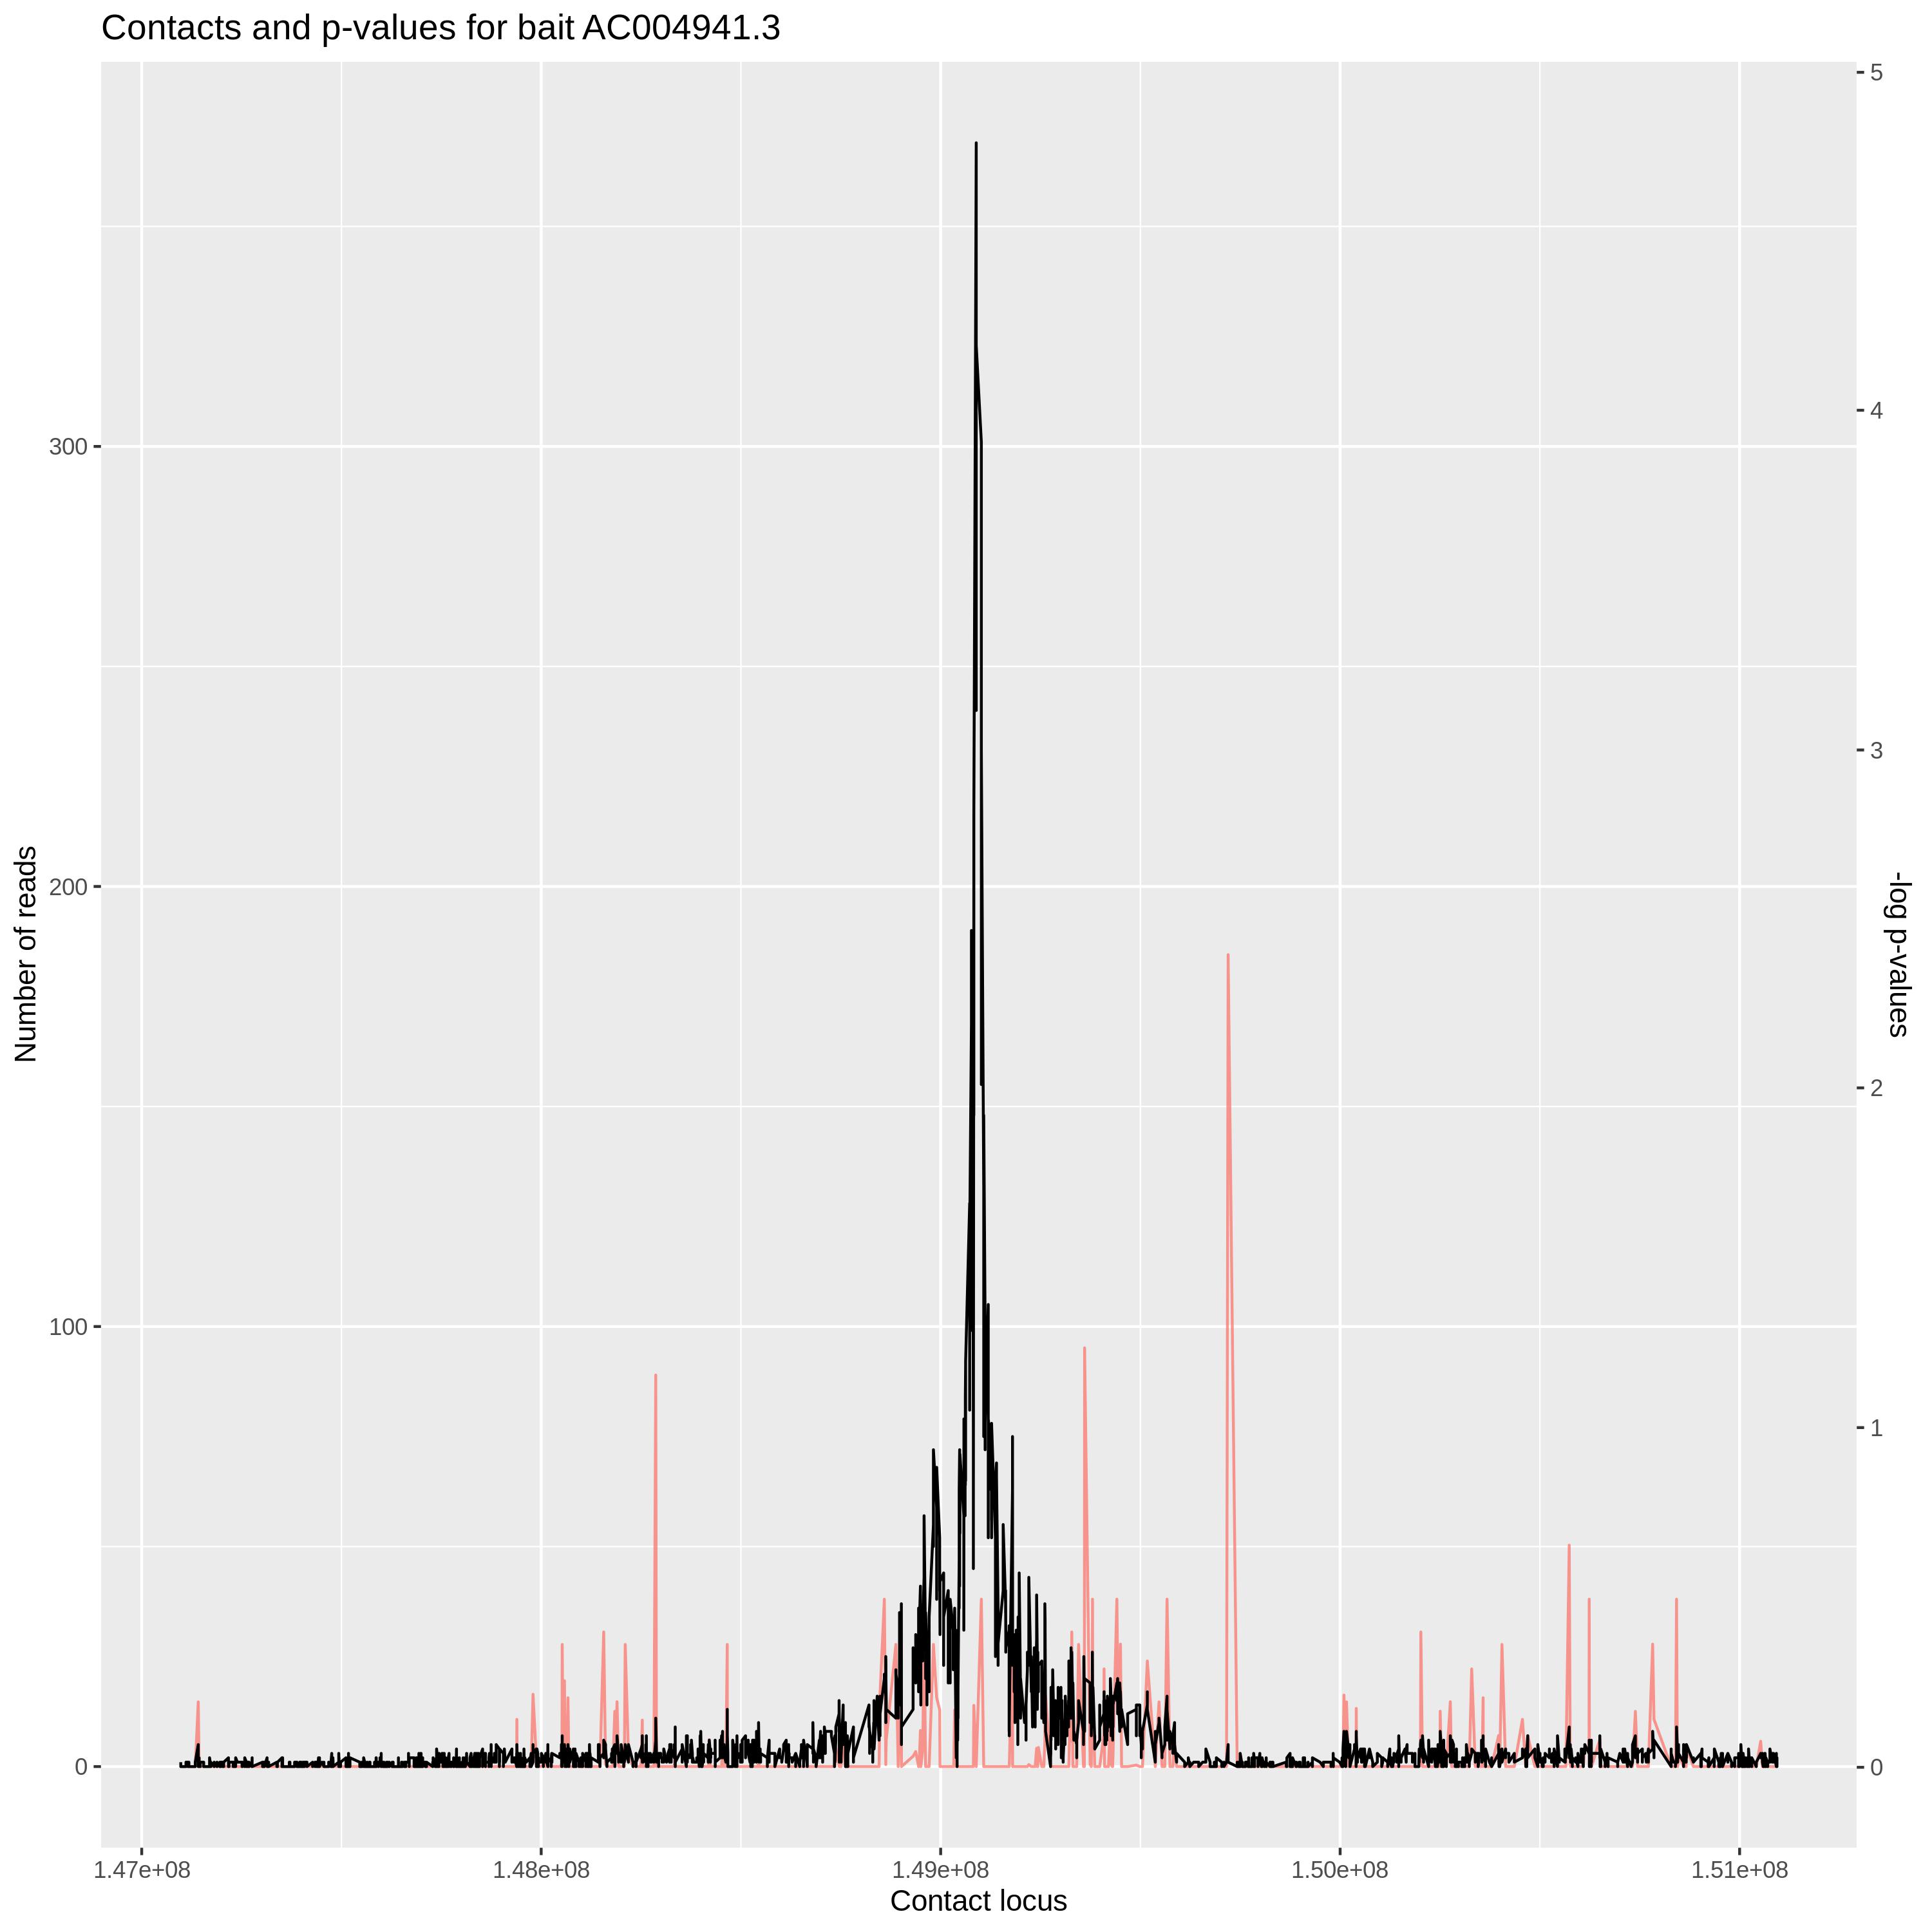 Contacts and p-values for bait AC004941.3
5
4
300
3
200
2
100
1
0
0
Number of reads
-log p-values
1.47e+08 1.48e+08 1.49e+08 1.50e+08 1.51e+08
Contact locus